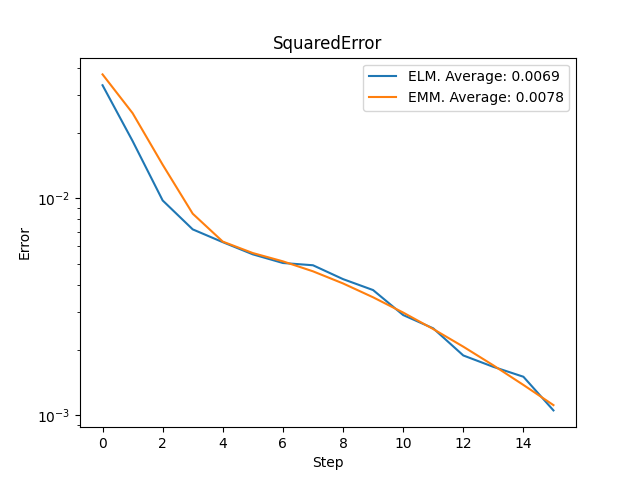 SquaredError
ELM. Average: 0.0069
EMM. Average: 0.0078
10⁻²
10⁻³
Error
0 2 4 6 8 10 12 14
Step